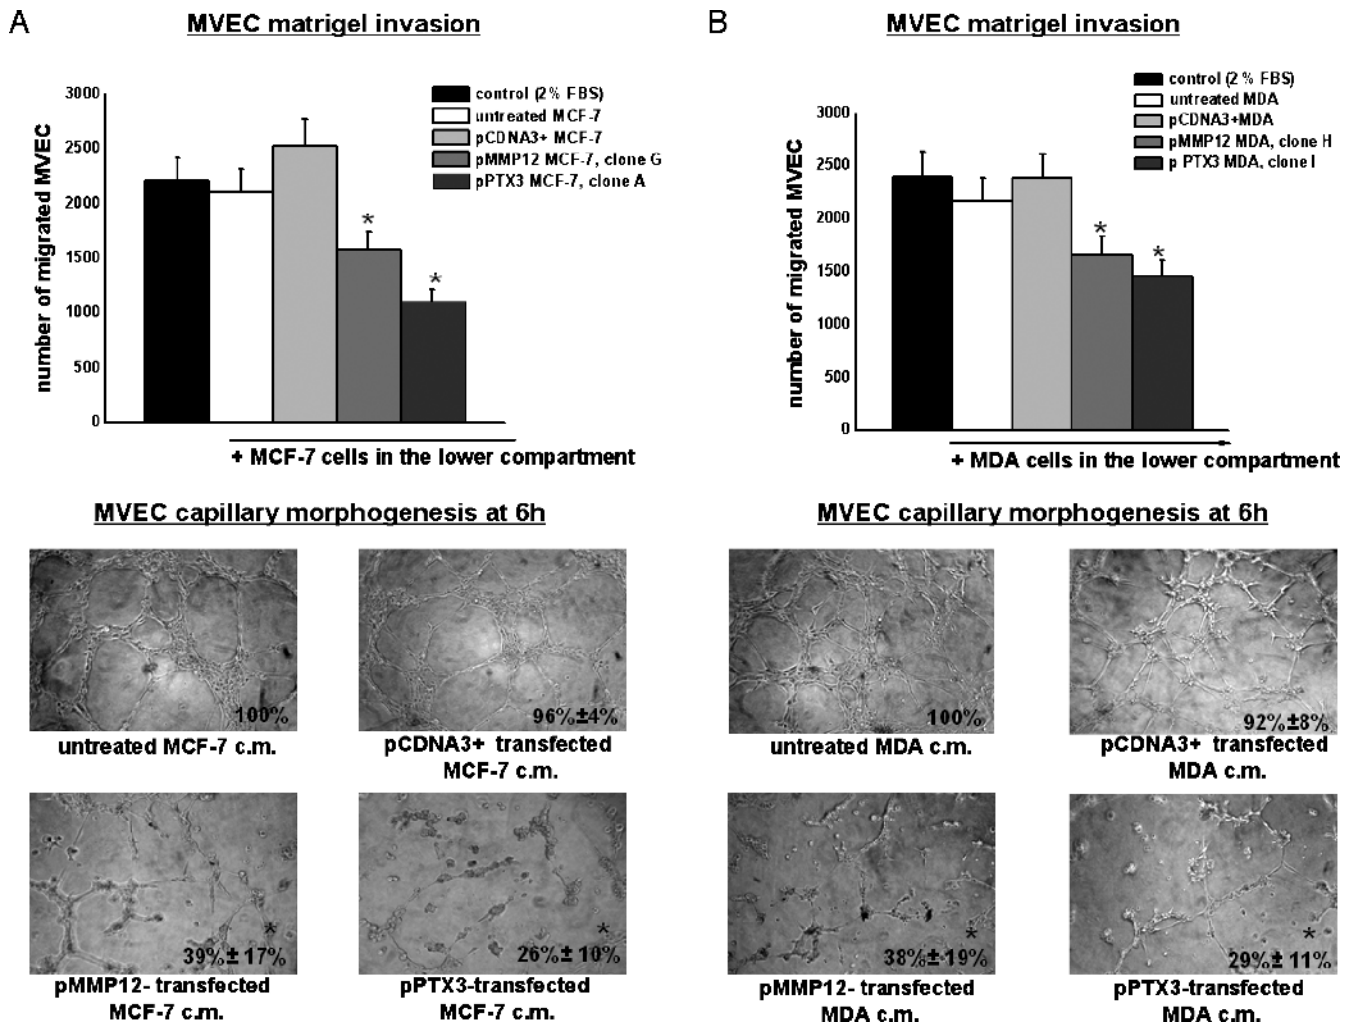 A
MVEC matrigel invasion
number of migrated MVEC
3000
2500
2000
1500
1000
500
0
control (2% FBS)
untreated MCF-7
pCDNA3+ MCF-7
pMMP12 MCF-7, clone G
pPTX3 MCF-7, clone A
*
*
+ MCF-7 cells in the lower compartment
MVEC capillary morphogenesis at 6h
100%
untreated MCF-7 c.m.
96%±4%
pCDNA3+ transfected
MCF-7 c.m.
*
39%± 17%
pMMP12- transfected
MCF-7 c.m.
*
26%± 10%
pPTX3-transfected
MCF-7 c.m.
B
MVEC matrigel invasion
number of migrated MVEC
3000
2500
2000
1500
1000
500
0
control (2% FBS)
untreated MDA
pCDNA3+MDA
pMMP12 MDA, clone H
p PTX3 MDA, clone I
*
*
+ MDA cells in the lower compartment
MVEC capillary morphogenesis at 6h
100%
untreated MDA c.m.
92%±8%
pCDNA3+ transfected
MDA c.m.
*
38%± 19%
pMMP12- transfected
MDA c.m.
*
29%± 11%
pPTX3-transfected
MDA c.m.